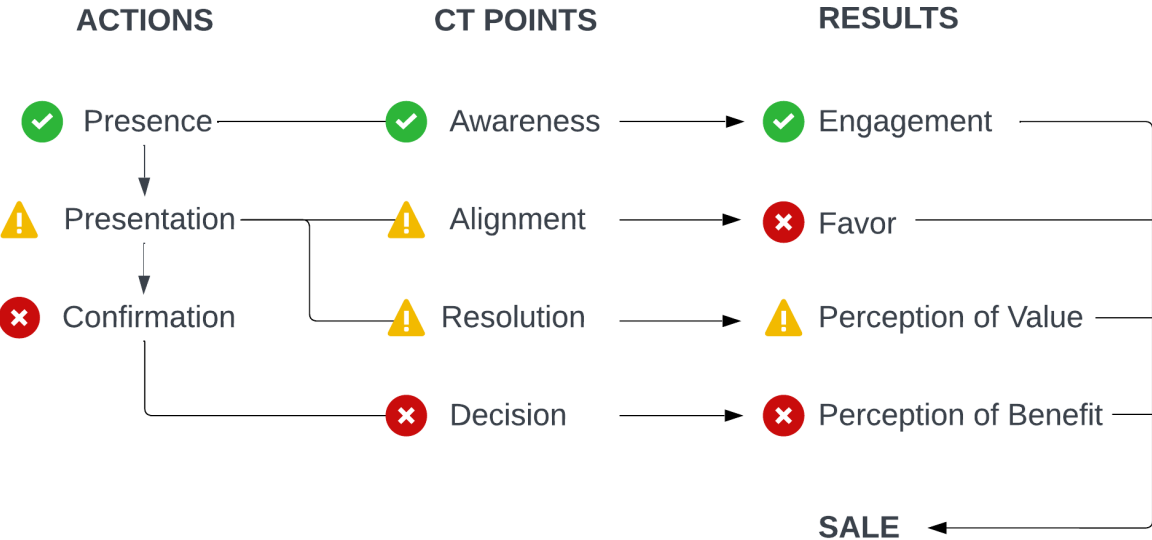 ACTIONS CT POINTS RESULTS
Presence Awareness Engagement
Presentation Alignment Favor
Confirmation Resolution Perception of Value
Decision Perception of Benefit
SALE